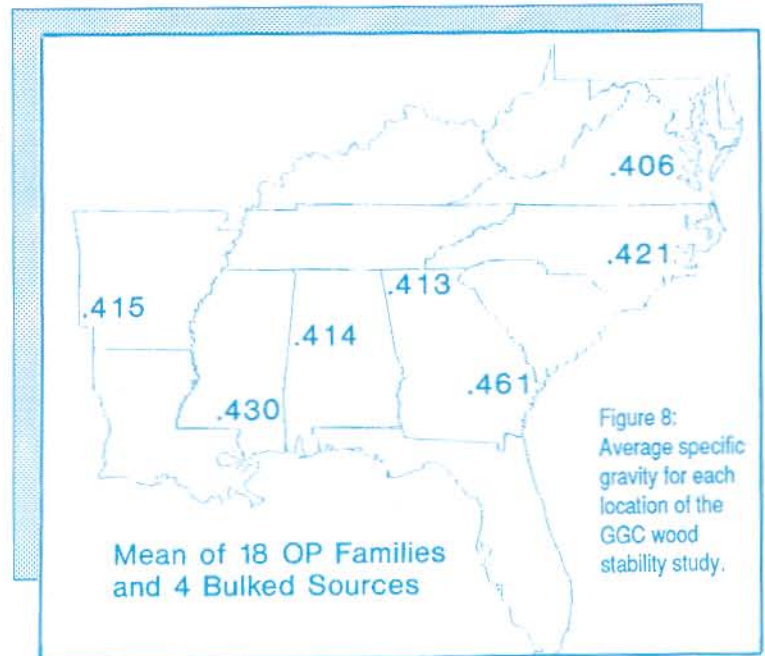 .406
.421
.413
.415
.414
.461
.430
Figure 8:
Average specific
gravity for each
location of the
GGC wood
stability study.
Mean of 18 OP Families
and 4 Bulked Sources